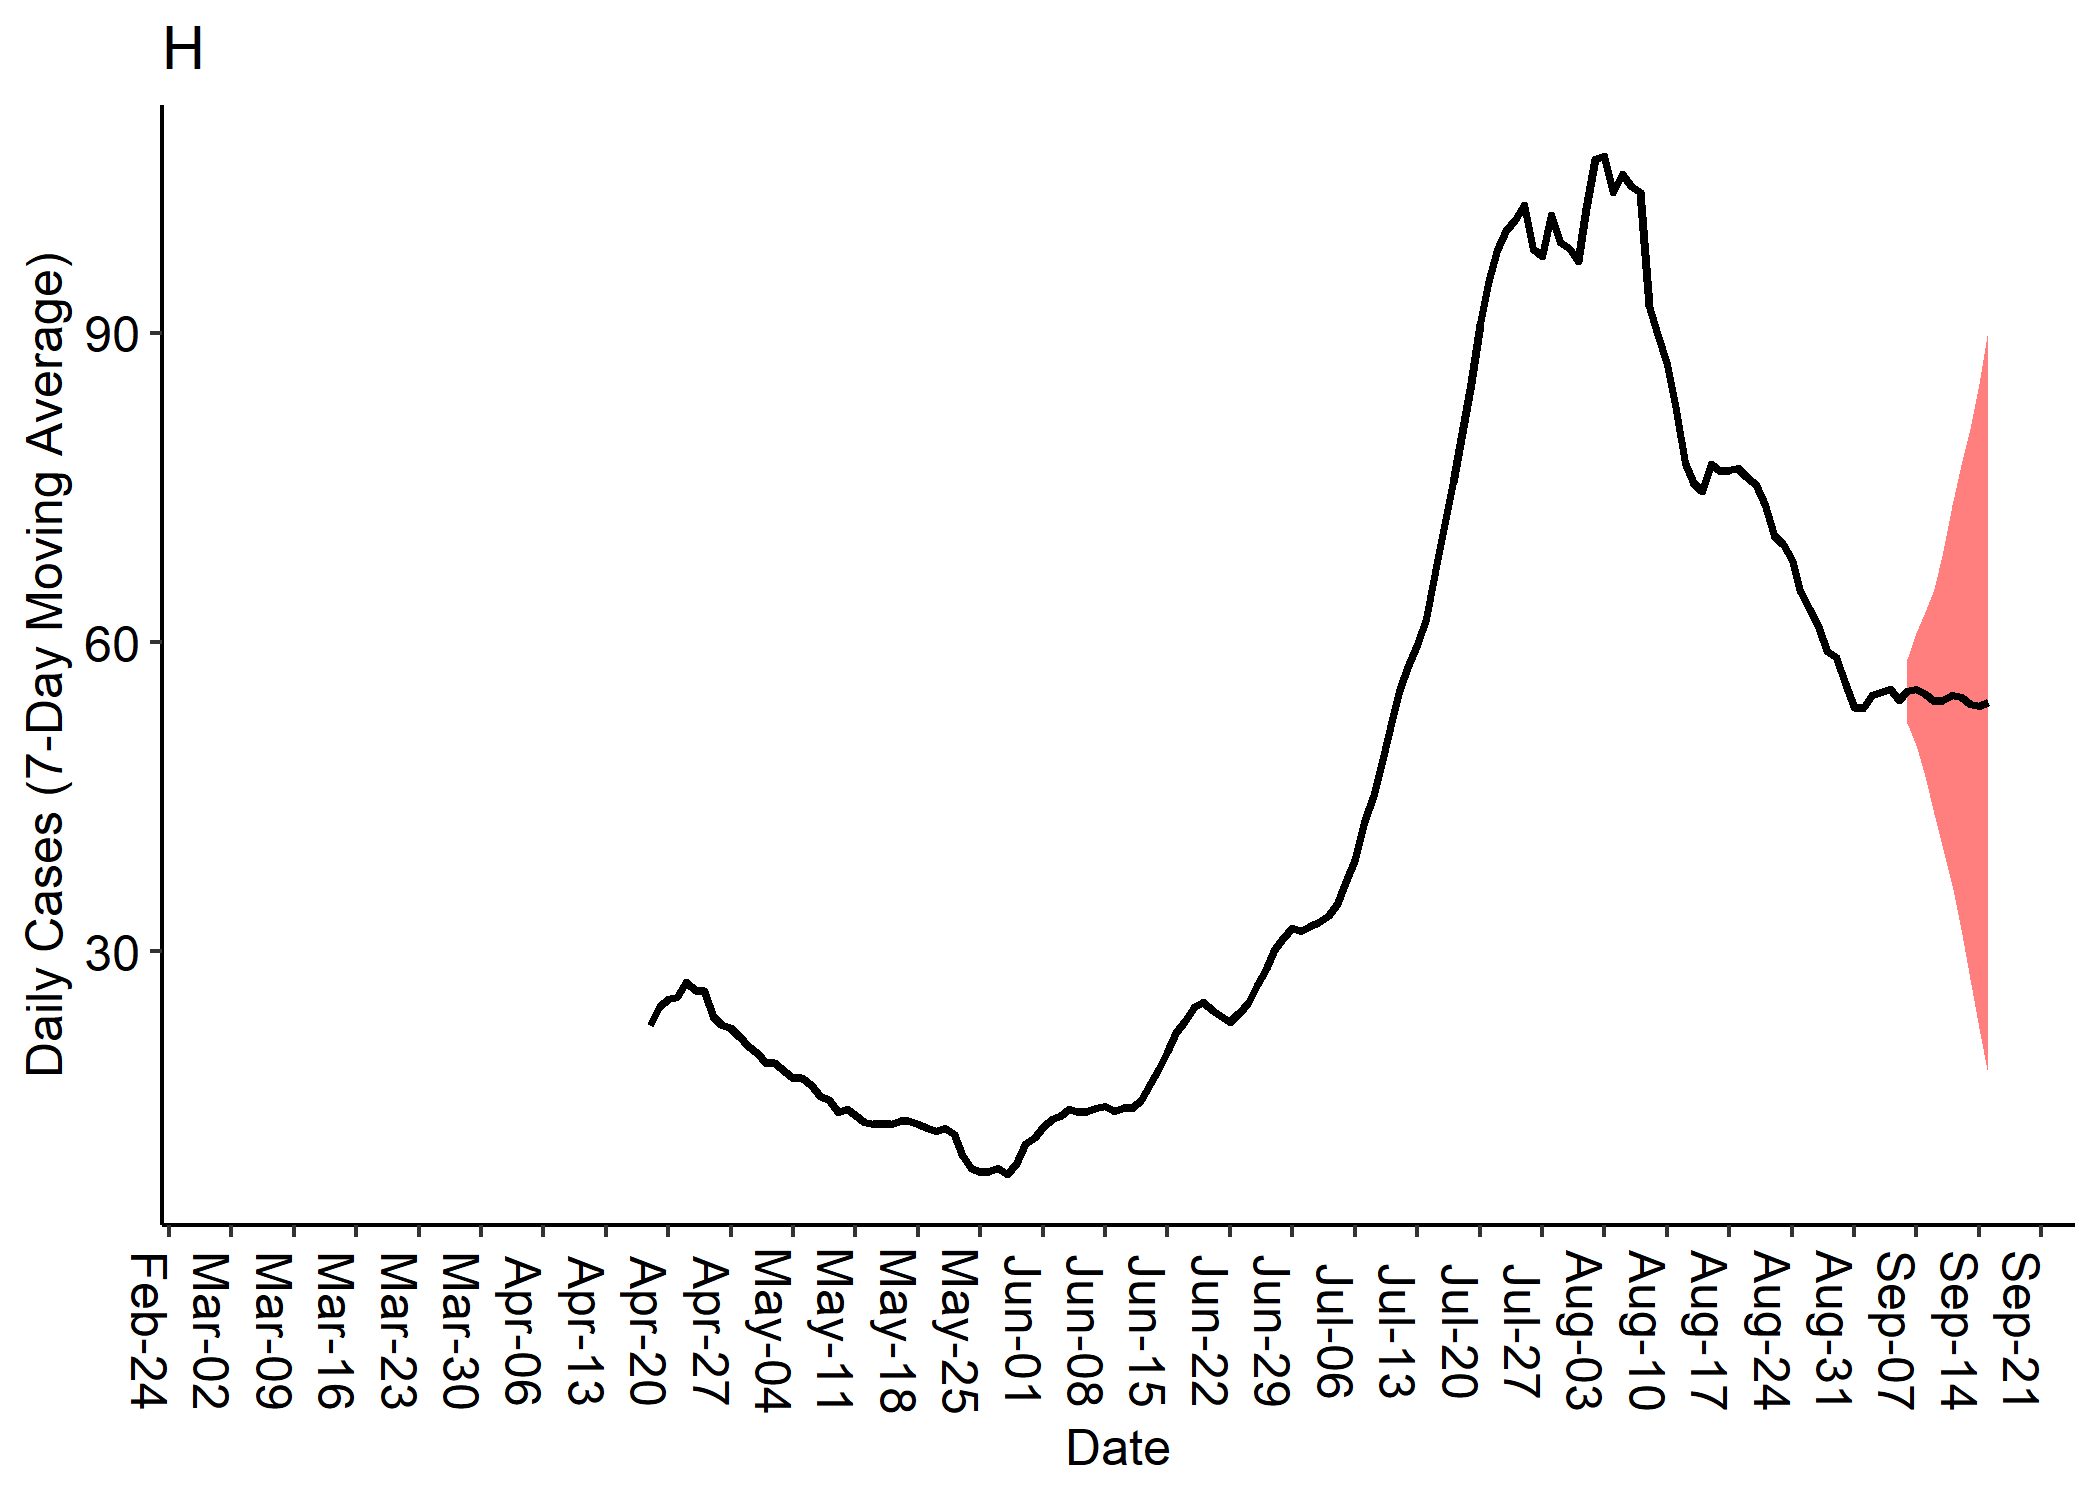 H
Daily Cases (7-Day Moving Average)
90
60
30
Feb-24
Mar-02
Mar-09
Mar-16
Mar-23
Mar-30
Apr-06
Apr-13
Apr-20
Apr-27
May-04
May-11
May-18
May-25
Jun-01
Jun-08
Jun-15
Jun-22
Jun-29
Jul-06
Jul-13
Jul-20
Jul-27
Aug-03
Aug-10
Aug-17
Aug-24
Aug-31
Sep-07
Sep-14
Sep-21
Date